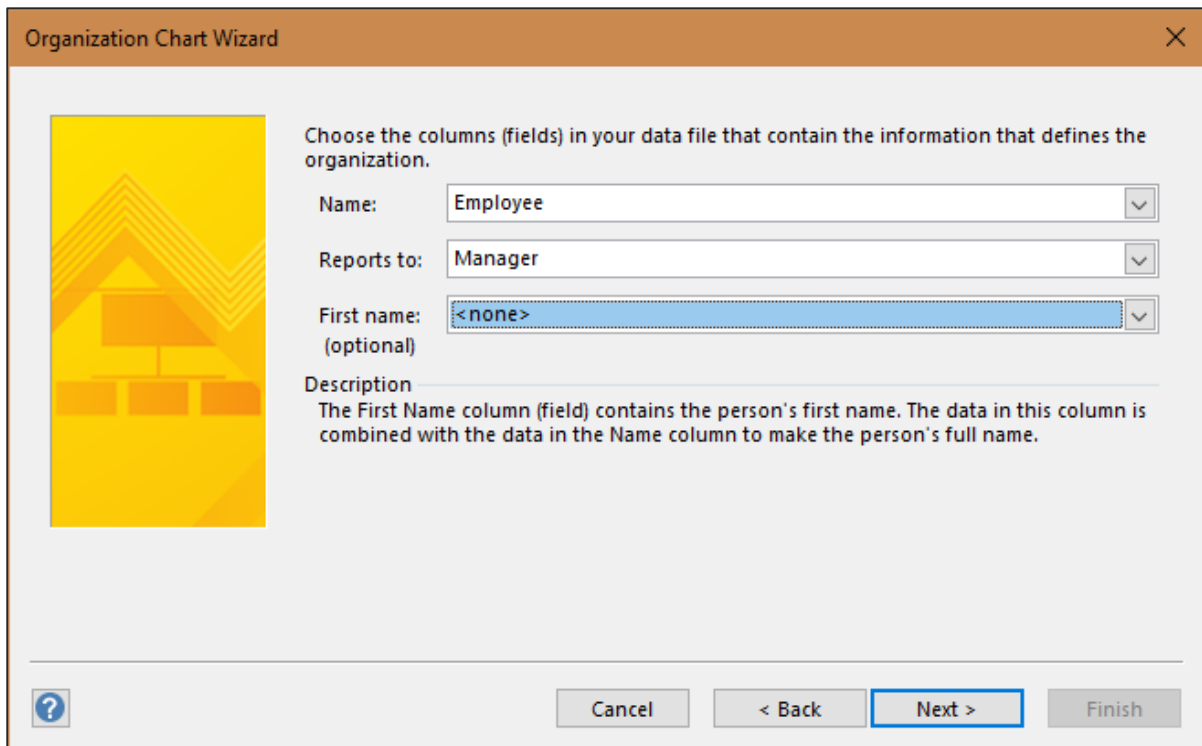 Organization Chart Wizard
Choose the columns (fields) in your data file that contain the information that defines the
organization.
Name: Employee
Reports to: Manager
First name: <none>
(optional)
Description
The First Name column (field) contains the person's first name. The data in this column is
combined with the data in the Name column to make the person's full name.
? Cancel < Back Next > Finish